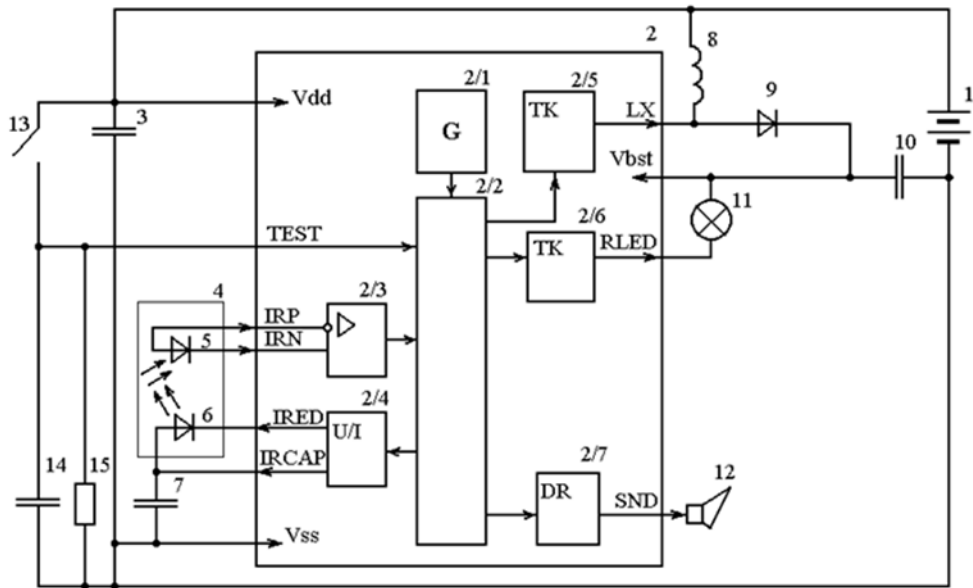 2
8
2/1
2/5
13
3
Vdd
G
TK
LX
9
1
Vbst
10
2/2
11
2/6
TEST
TK
RLED
4
2/3
IRP
IRN
5
2/4
6
IRED
U/I
IRCAP
14
15
7
2/7
12
DR
SND
Vss